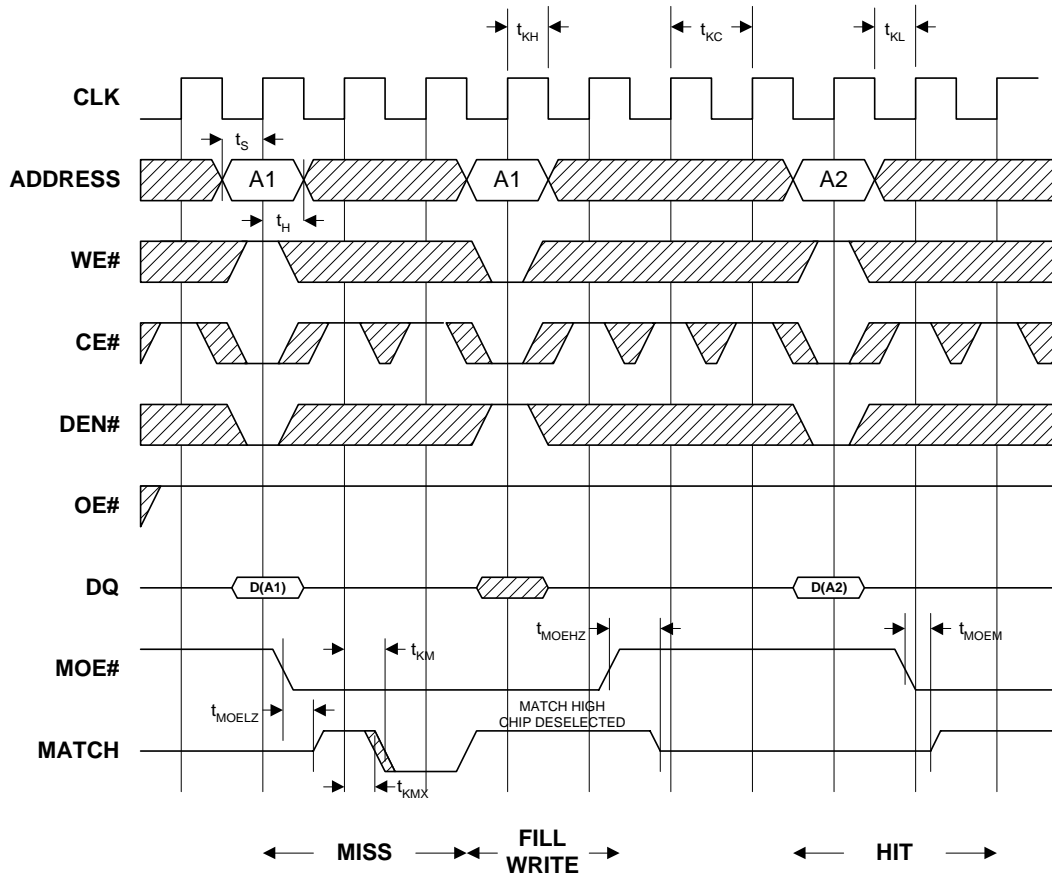 tKH
tKC
tKL
CLK
tS
ADDRESS
A1
A1
A2
tH
WE#
CE#
DEN#
OE#
DQ
D(A1)
D(A2)
tMOEHZ
tMOEM
tKM
MOE#
tMOELZ
MATCH HIGH
CHIP DESELECTED
MATCH
tKMX
MISS
FILL
WRITE
HIT